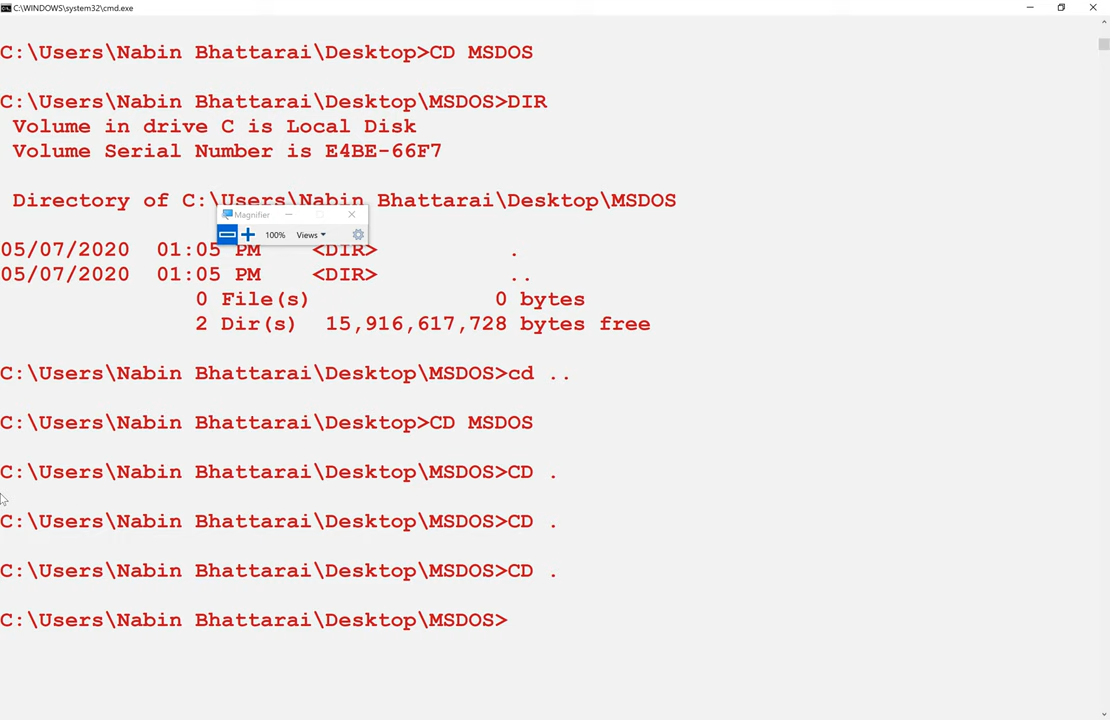 C:\WINDOWS\system32\cmd.exe
C:\Users\Nabin Bhattarai\Desktop>CD MSDOS
C:\Users\Nabin Bhattarai\Desktop\MSDOS>DIR
Volume in drive C is Local Disk
Volume Serial Number is E4BE-66F7
Directory of C:\Users\Nabin Bhattarai\Desktop\MSDOS
Magnifier
100% Views
05/07/2020 01:05 PM <DIR> .
05/07/2020 01:05 PM <DIR> ..
0 File(s) 0 bytes
2 Dir(s) 15,916,617,728 bytes free
C:\Users\Nabin Bhattarai\Desktop\MSDOS>cd ..
C:\Users\Nabin Bhattarai\Desktop>CD MSDOS
C:\Users\Nabin Bhattarai\Desktop\MSDOS>CD .
C:\Users\Nabin Bhattarai\Desktop\MSDOS>CD .
C:\Users\Nabin Bhattarai\Desktop\MSDOS>CD .
C:\Users\Nabin Bhattarai\Desktop\MSDOS>